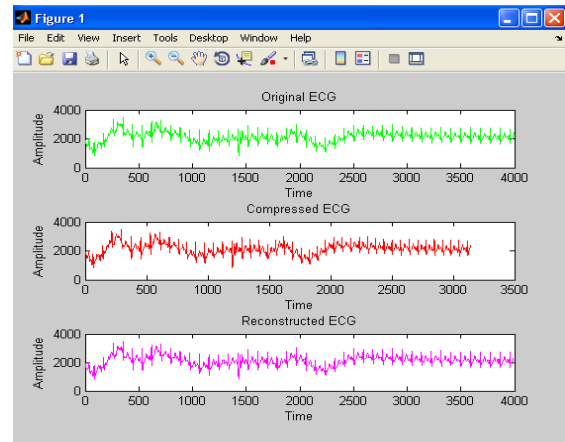 Figure 1
File Edit View Insert Tools Desktop Window Help
Original ECG
4000
2000
0
Amplitude
0 500 1000 1500 2000 2500 3000 3500 4000
Time
Compressed ECG
4000
2000
0
Amplitude
0 500 1000 1500 2000 2500 3000 3500
Time
Reconstructed ECG
4000
2000
0
Amplitude
0 500 1000 1500 2000 2500 3000 3500 4000
Time